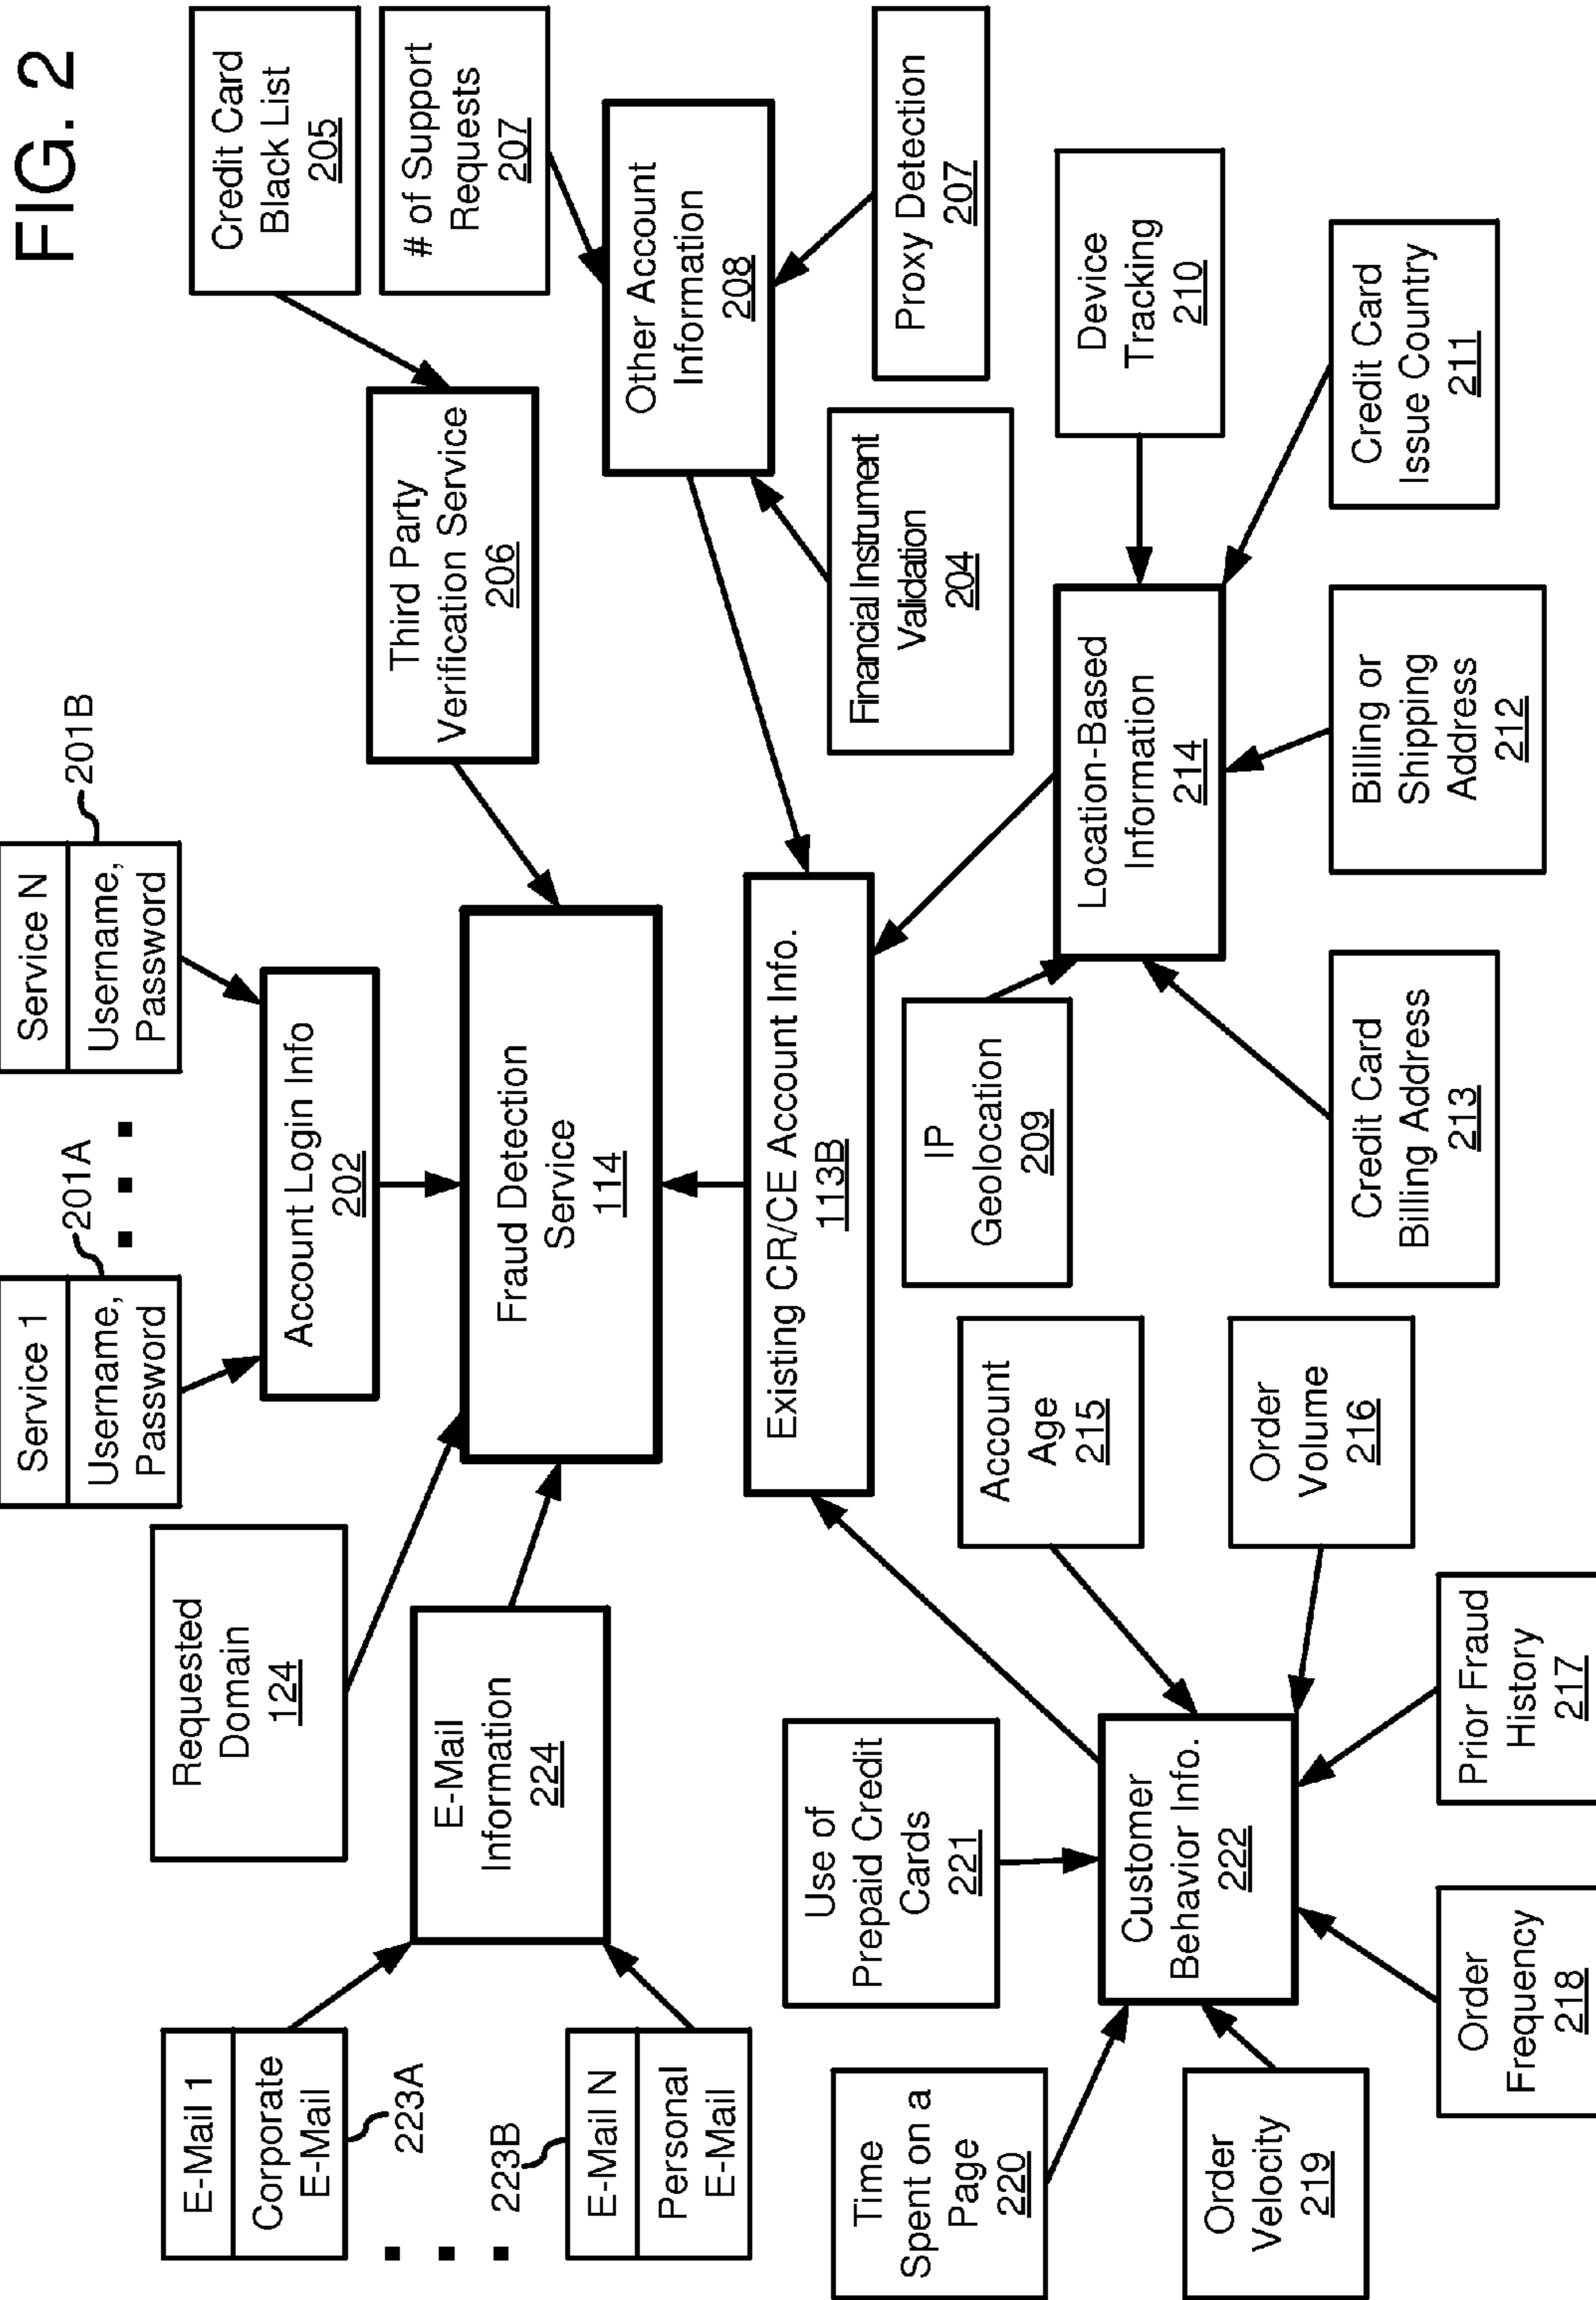 FIG. 2
Service 1
Username,
Password
201A
Service N
Username,
Password
201B
Account Login Info
202
Requested
Domain
124
Credit Card
Black List
205
Third Party
Verification Service
206
# of Support
Requests
207
E-Mail 1
Corporate
E-Mail
223A
223B
E-Mail N
Personal
E-Mail
E-Mail
Information
224
Fraud Detection
Service
114
Other Account
Information
208
Existing CR/CE Account Info.
113B
Financial Instrument
Validation
204
Proxy Detection
207
Use of
Prepaid Credit
Cards
221
Time
Spent on a
Page
220
Account
Age
215
IP
Geolocation
209
Location-Based
Information
214
Device
Tracking
210
Customer
Behavior Info.
222
Order
Velocity
219
Order
Volume
216
Credit Card
Billing Address
213
Billing or
Shipping
Address
212
Credit Card
Issue Country
211
Order
Frequency
218
Prior Fraud
History
217